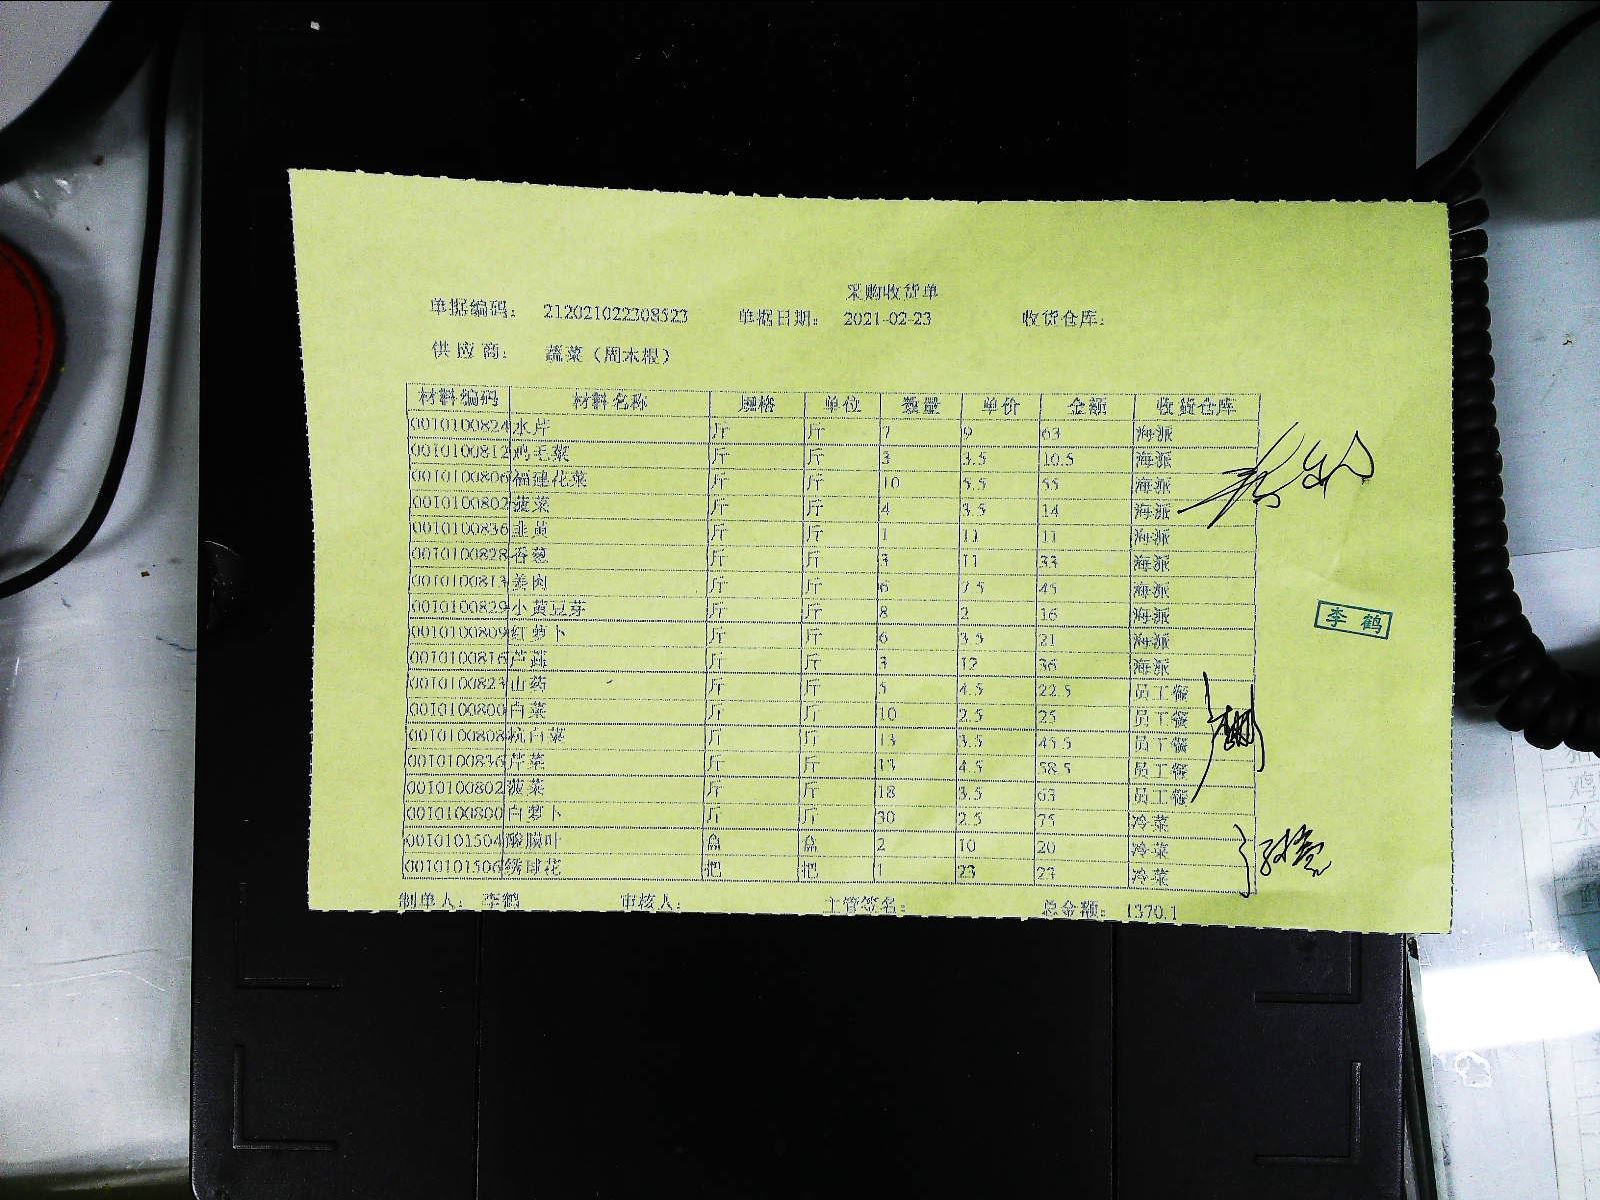 采购收货单
单据编码： 212021022308523 单据日期： 2021-02-23 收货仓库：
供应商： 蔬菜（周木根）
材料编码 材料名称 规格 单位 数量 单价 金额 收货仓库
0010100824 水芹 斤 斤 7 9 63 海派
0010100812 鸡毛菜 斤 斤 3 3.5 10.5 海派
0010100806 福建花菜 斤 斤 10 5.5 55 海派
0010100802 菠菜 斤 斤 4 3.5 14 海派
0010100836 韭黄 斤 斤 1 11 11 海派
0010100828 香葱 斤 斤 3 11 33 海派
0010100813 姜肉 斤 斤 6 7.5 45 海派
0010100829 小黄豆芽 斤 斤 8 2 16 海派
0010100809 红萝卜 斤 斤 6 3.5 21 海派
0010100816 芦蒿 斤 斤 3 12 36 海派
0010100823 山药 斤 斤 5 4.5 22.5 员工餐
0010100800 白菜 斤 斤 10 2.5 25 员工餐
0010100808 杭白菜 斤 斤 13 3.5 45.5 员工餐
0010100836 芹菜 斤 斤 13 4.5 58.5 员工餐
0010100802 菠菜 斤 斤 18 3.5 63 员工餐
0010100800 白萝卜 斤 斤 30 2.5 75 冷菜
0010101504 酸膜叶 盒 盒 2 10 20 冷菜
0010101506 绣球花 把 把 1 23 23 冷菜
制单人： 李鹤 审核人： 主管签名： 总金额： 1370.1
李鹤